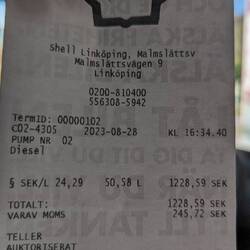 Shell Linköping, Malmslättsv
Malmslättsvägen 9
Linköping
0200-810400
556308-5942
TermID: 00000102
CO2-4305 2023-08-28 KL 16:34.40
PUMP NR 02
Diesel
§ SEK/L 24,29 50,58 L 1228,59 SEK
TOTALT: 1228,59 SEK
VARAV MOMS 245,72 SEK
TELLER
AUKTORISERAT